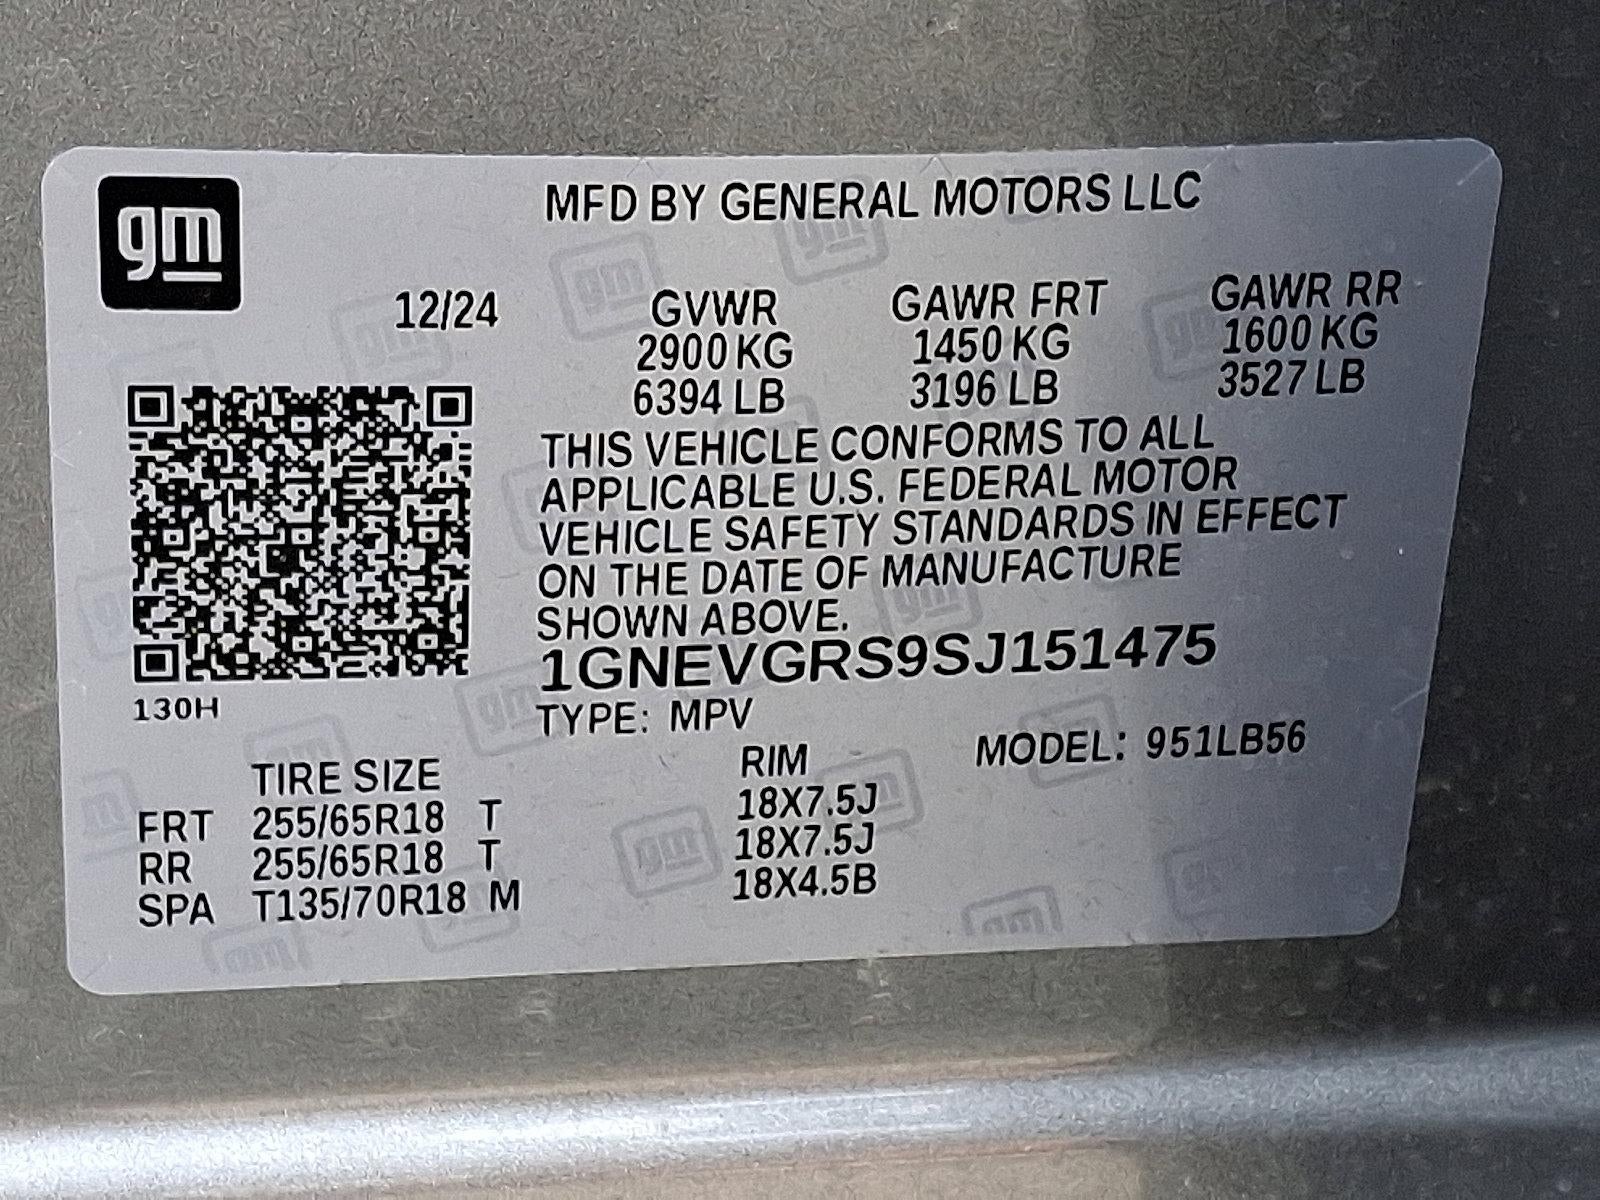 gm
MFD BY GENERAL MOTORS LLC
12/24 GVWR GAWR FRT GAWR RR
2900 KG 1450 KG 1600 KG
6394 LB 3196 LB 3527 LB
THIS VEHICLE CONFORMS TO ALL
APPLICABLE U.S. FEDERAL MOTOR
VEHICLE SAFETY STANDARDS IN EFFECT
ON THE DATE OF MANUFACTURE
SHOWN ABOVE.
1GNEVGRS9SJ151475
130H
TYPE: MPV
MODEL: 951LB56
TIRE SIZE RIM
FRT 255/65R18 T 18X7.5J
RR 255/65R18 T 18X7.5J
SPA T135/70R18 M 18X4.5B